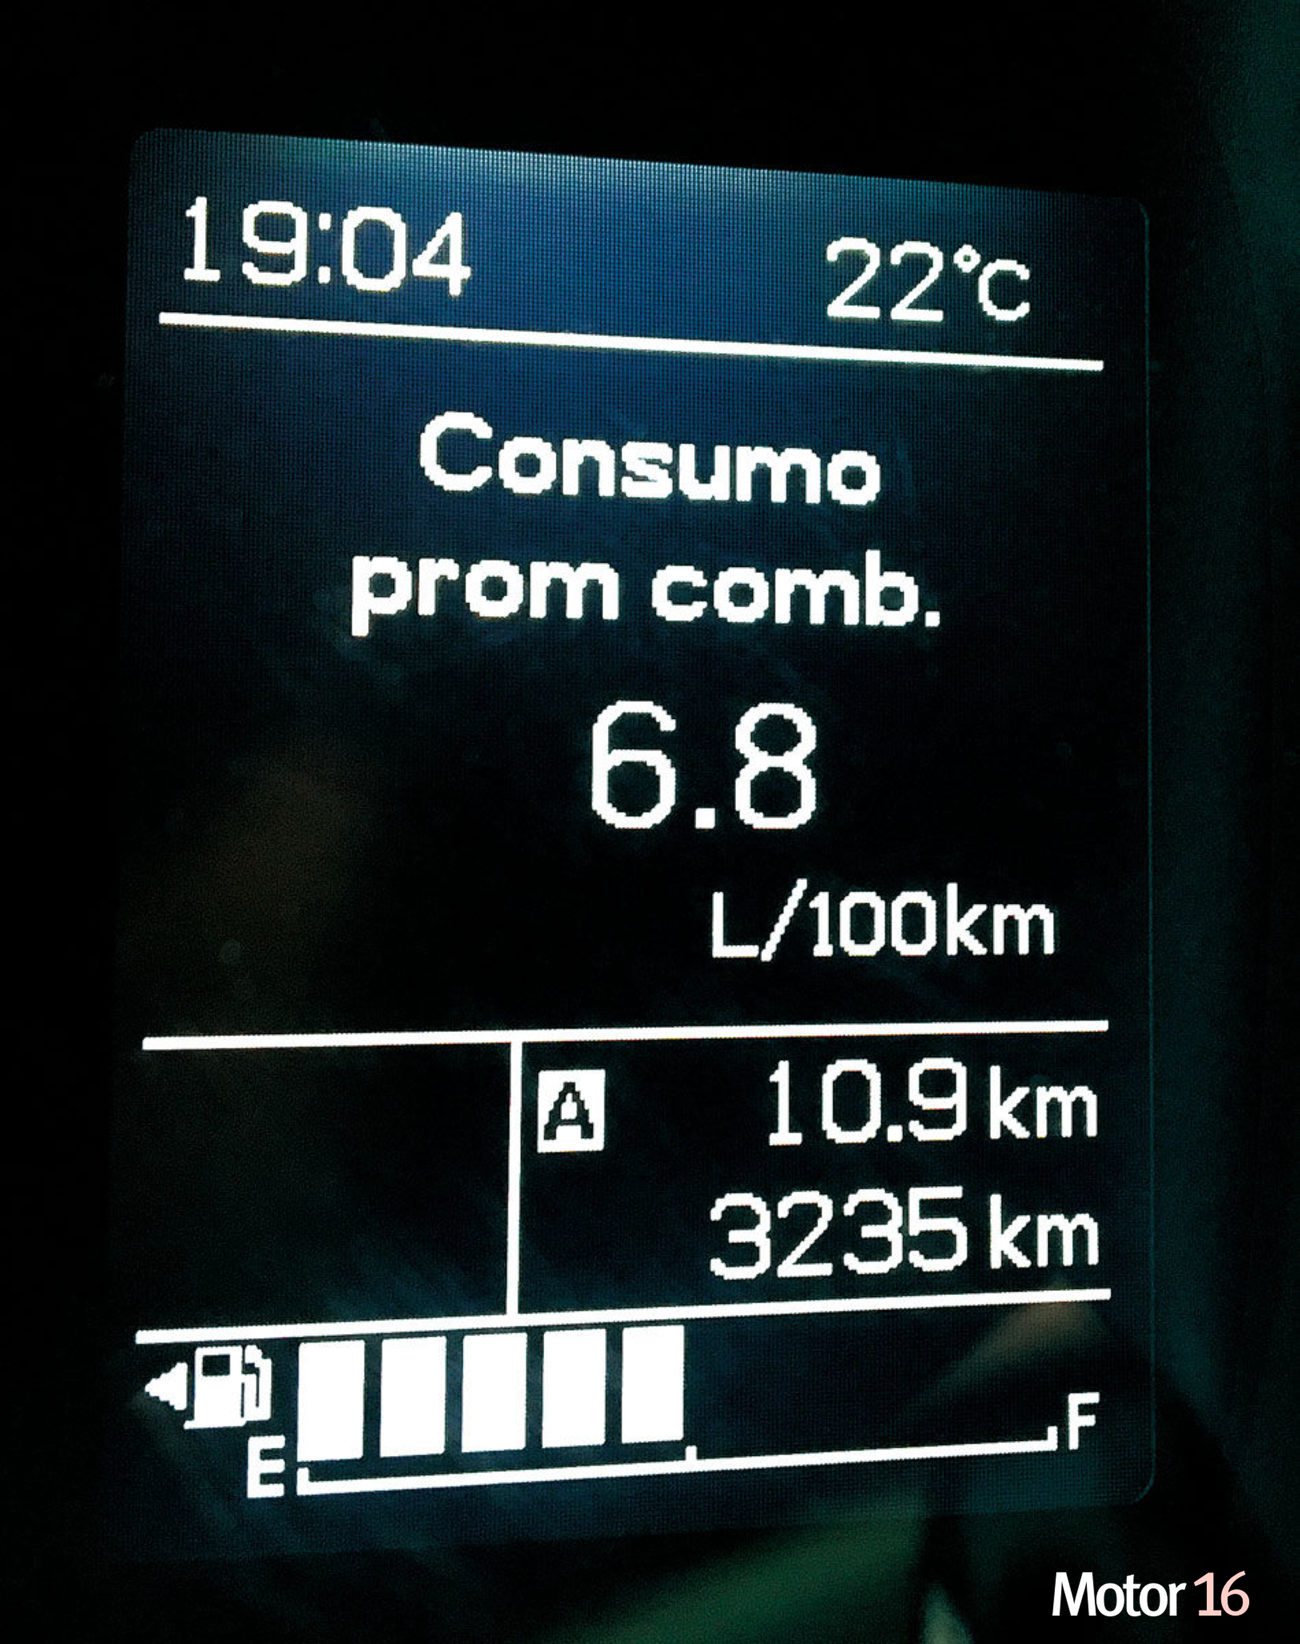 19:04 22°C
Consumo
prom comb.
6.8
L/100km
A 10.9 km
3235 km
E F
Motor 16